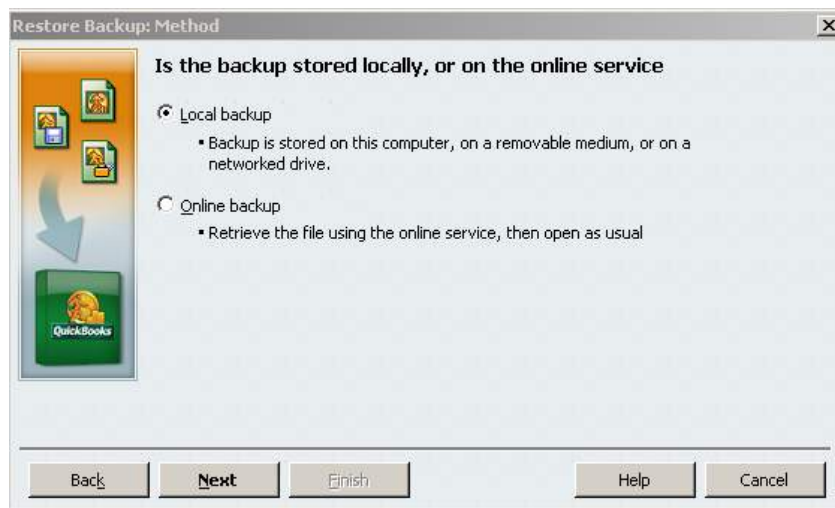 Restore Backup: Method
Is the backup stored locally, or on the online service
Local backup
▪ Backup is stored on this computer, on a removable medium, or on a
networked drive.
Online backup
▪ Retrieve the file using the online service, then open as usual
QuickBooks
Back Next Finish Help Cancel